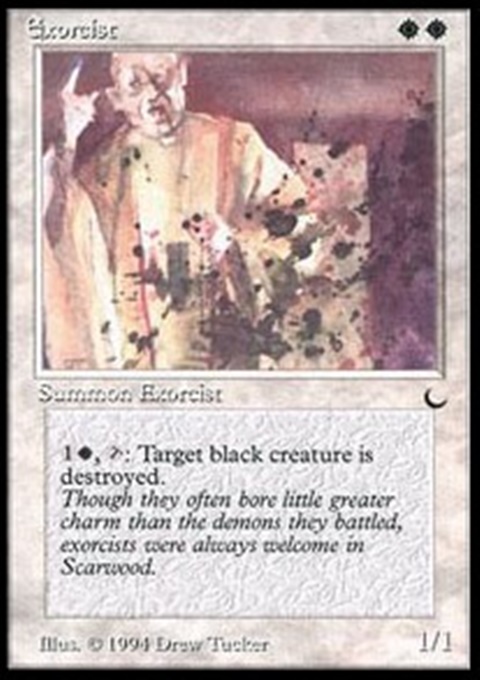 Exorcist
Summon Exorcist
1, : Target black creature is
destroyed.
Though they often bore little greater
charm than the demons they battled,
exorcists were always welcome in
Scarwood.
Illus. © 1994 Drew Tucker
1/1